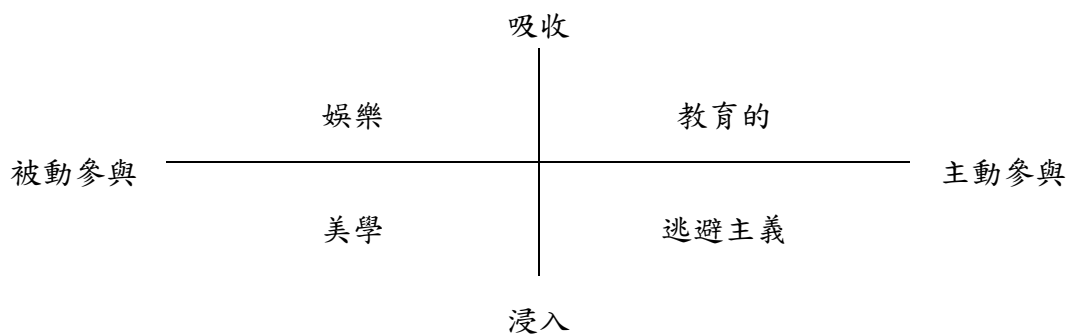 吸收
娛樂 教育的
被動參與 主動參與
美學 逃避主義
浸入